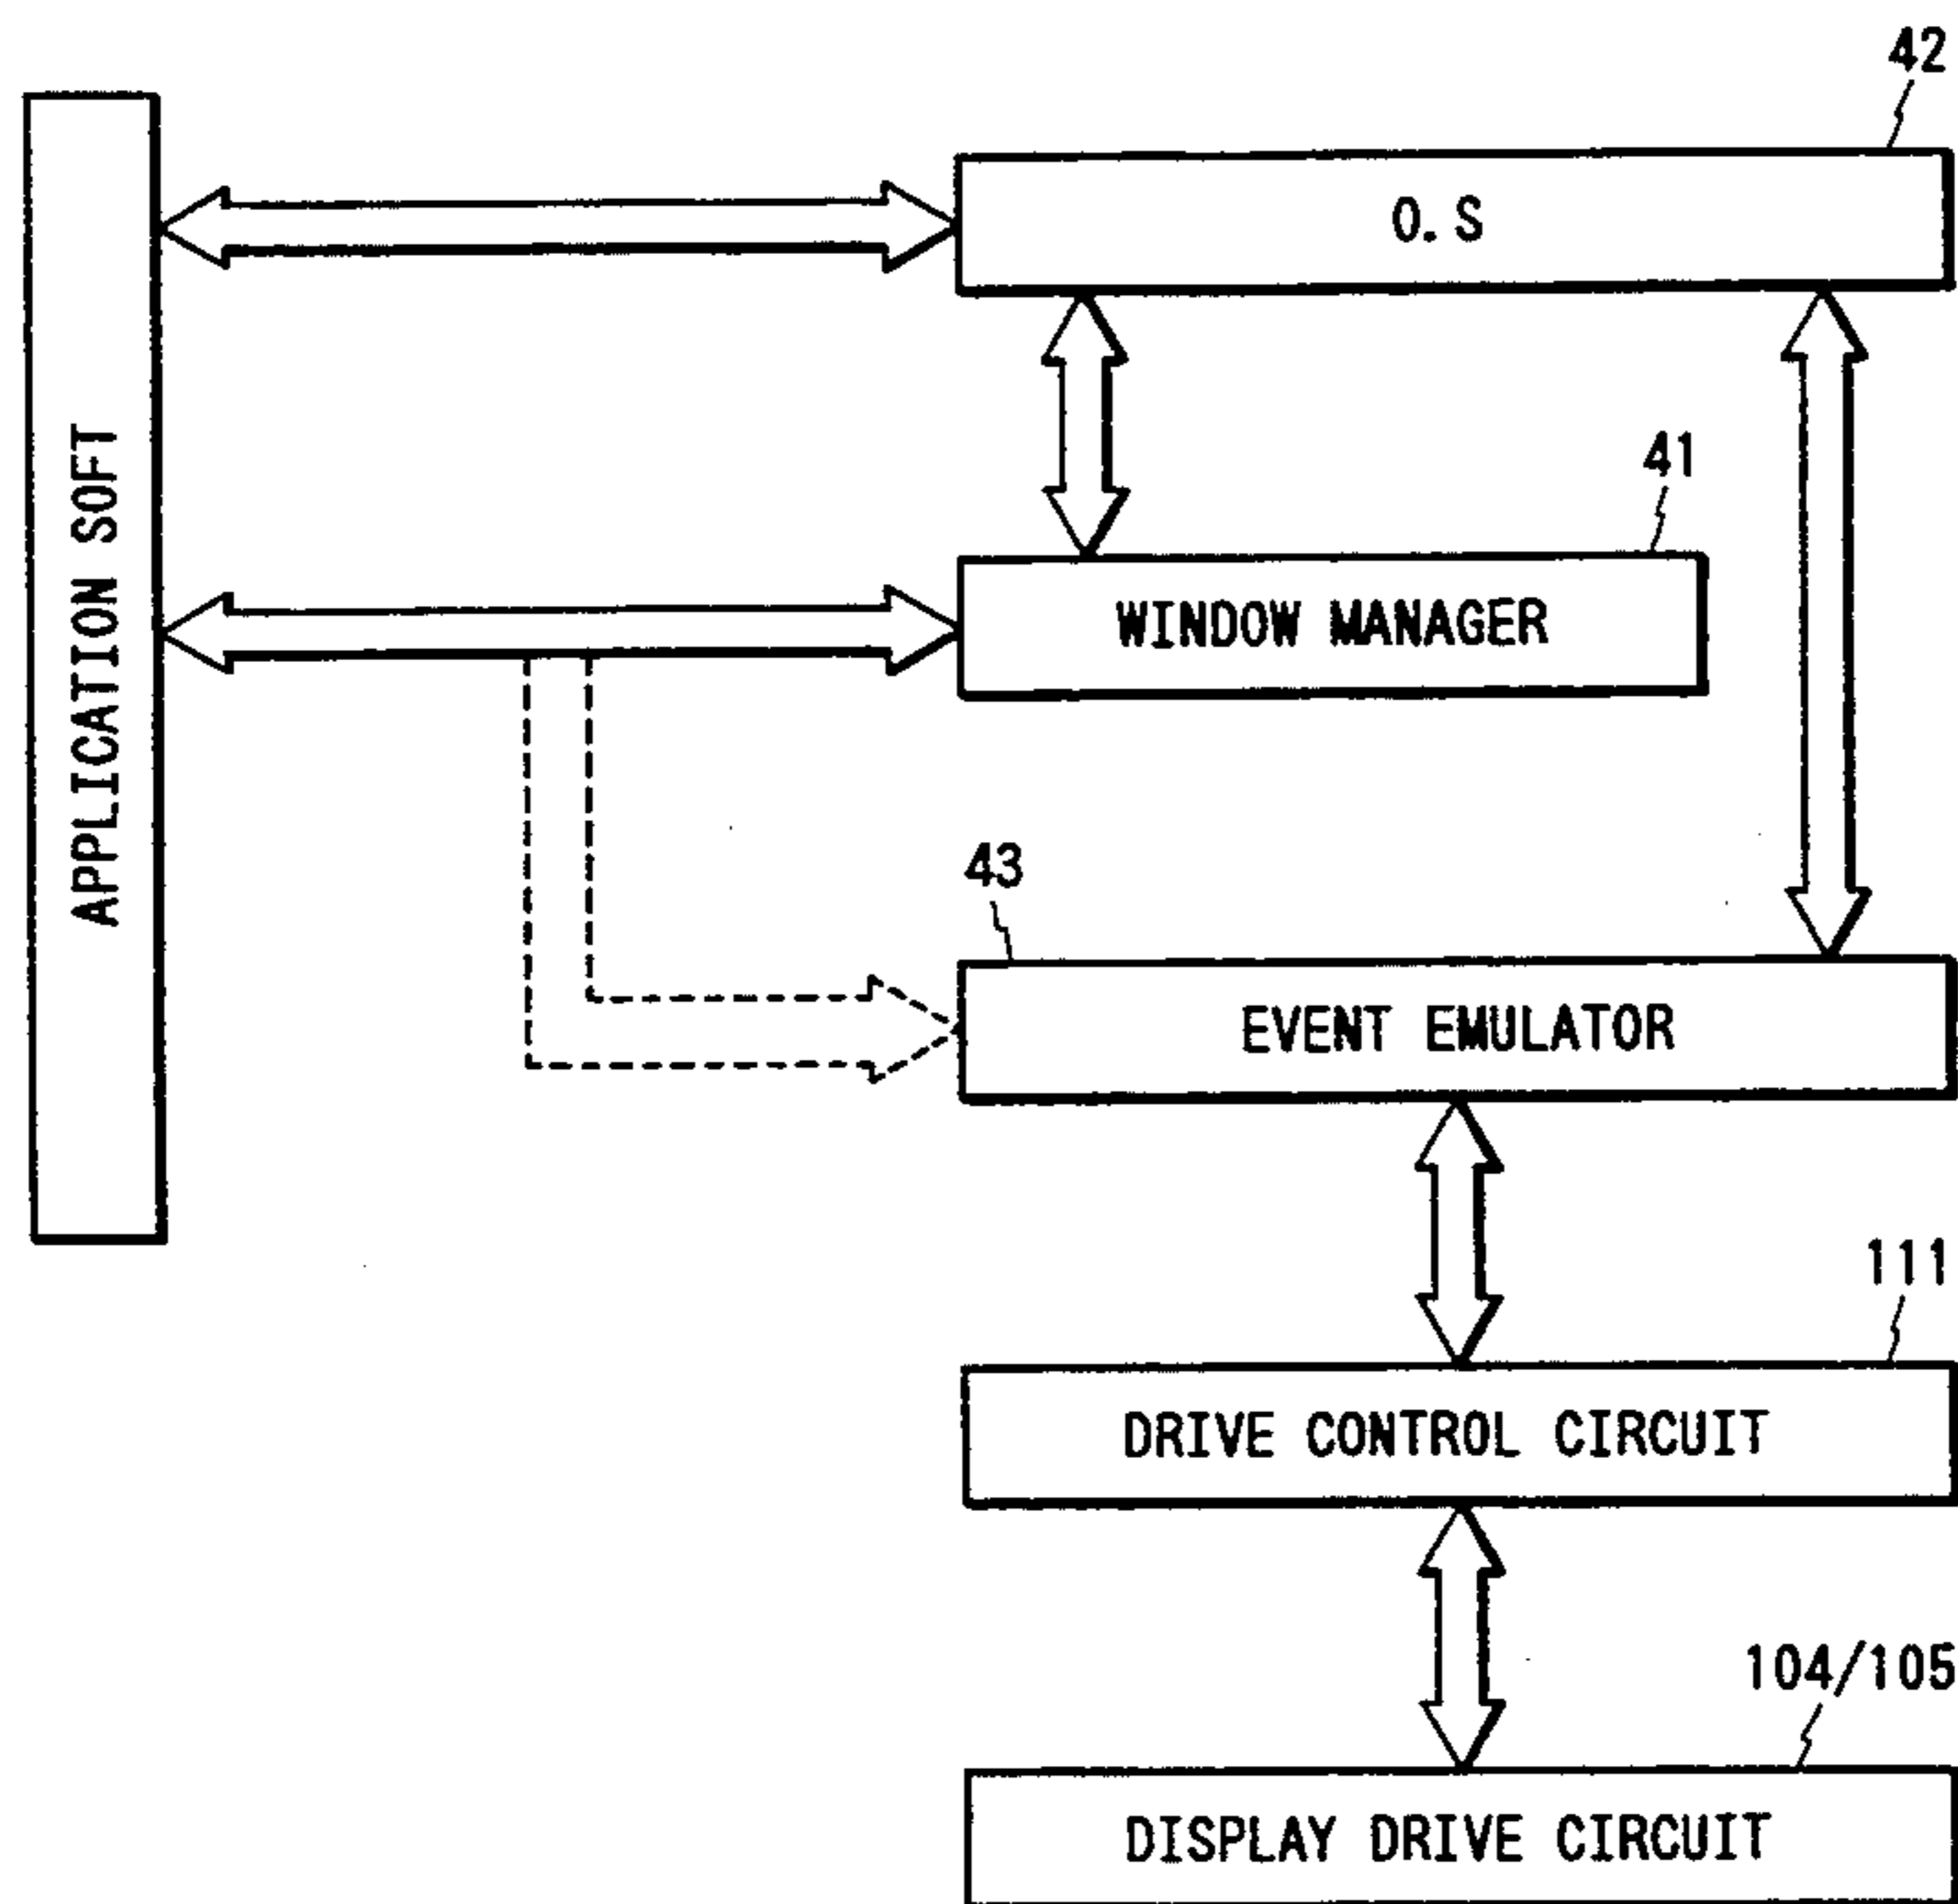 42
O.S
41
WINDOW MANAGER
APPLICATION SOFT
43
EVENT EMULATOR
111
DRIVE CONTROL CIRCUIT
104/105
DISPLAY DRIVE CIRCUIT